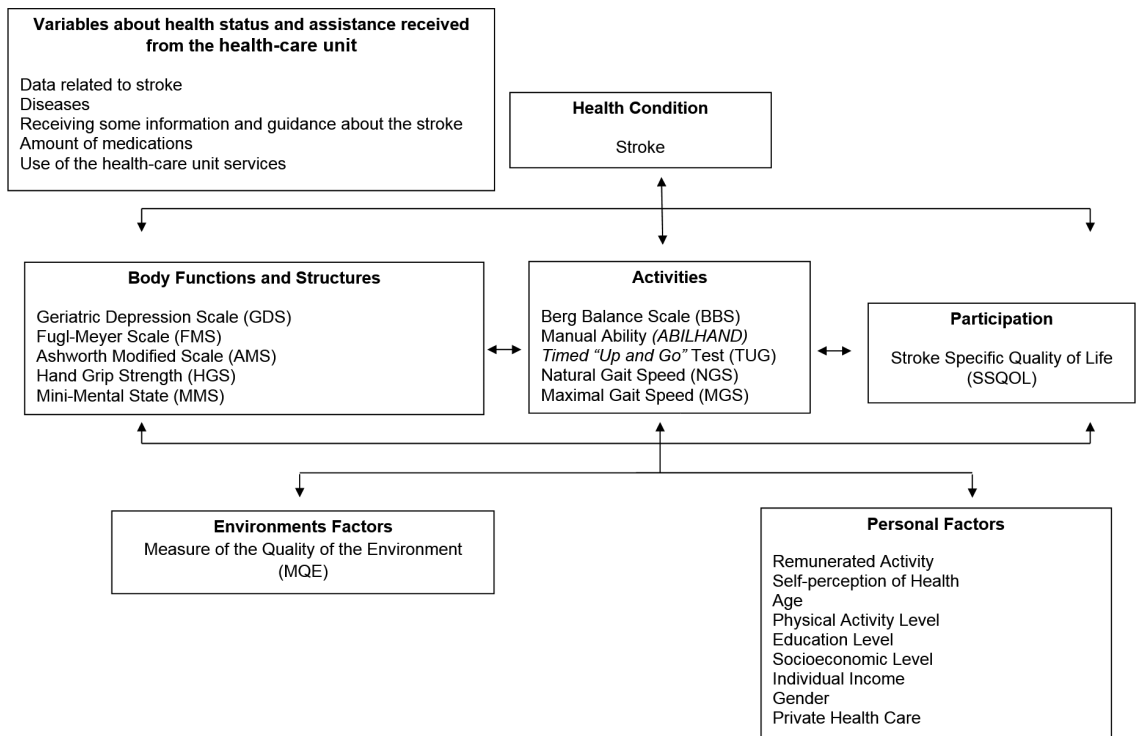 Variables about health status and assistance received
from the health-care unit
Data related to stroke
Diseases
Receiving some information and guidance about the stroke
Amount of medications
Use of the health-care unit services
Health Condition
Stroke
Body Functions and Structures
Geriatric Depression Scale (GDS)
Fugl-Meyer Scale (FMS)
Ashworth Modified Scale (AMS)
Hand Grip Strength (HGS)
Mini-Mental State (MMS)
Activities
Berg Balance Scale (BBS)
Manual Ability (ABILHAND)
Timed “Up and Go” Test (TUG)
Natural Gait Speed (NGS)
Maximal Gait Speed (MGS)
Participation
Stroke Specific Quality of Life
(SSQOL)
Environments Factors
Measure of the Quality of the Environment
(MQE)
Personal Factors
Remunerated Activity
Self-perception of Health
Age
Physical Activity Level
Education Level
Socioeconomic Level
Individual Income
Gender
Private Health Care